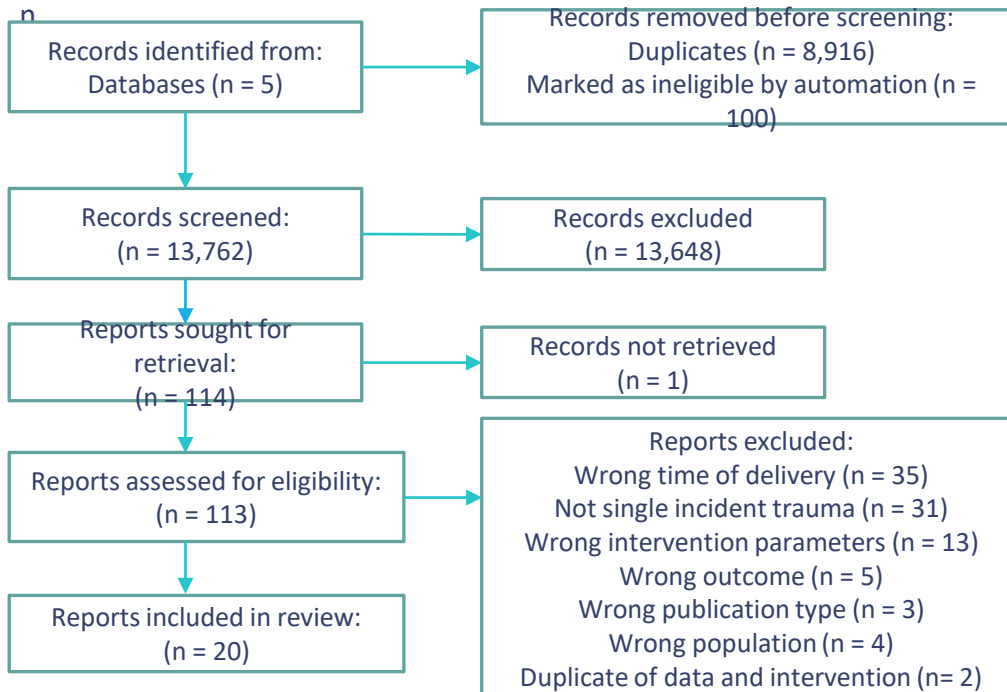 n
Records identified from:
Databases (n = 5)
Records removed before screening:
Duplicates (n = 8,916)
Marked as ineligible by automation (n =
100)
Records screened:
(n = 13,762)
Records excluded
(n = 13,648)
Reports sought for
retrieval:
(n = 114)
Records not retrieved
(n = 1)
Reports assessed for eligibility:
(n = 113)
Reports excluded:
Wrong time of delivery (n = 35)
Not single incident trauma (n = 31)
Wrong intervention parameters (n = 13)
Wrong outcome (n = 5)
Wrong publication type (n = 3)
Wrong population (n = 4)
Duplicate of data and intervention (n= 2)
Reports included in review:
(n = 20)